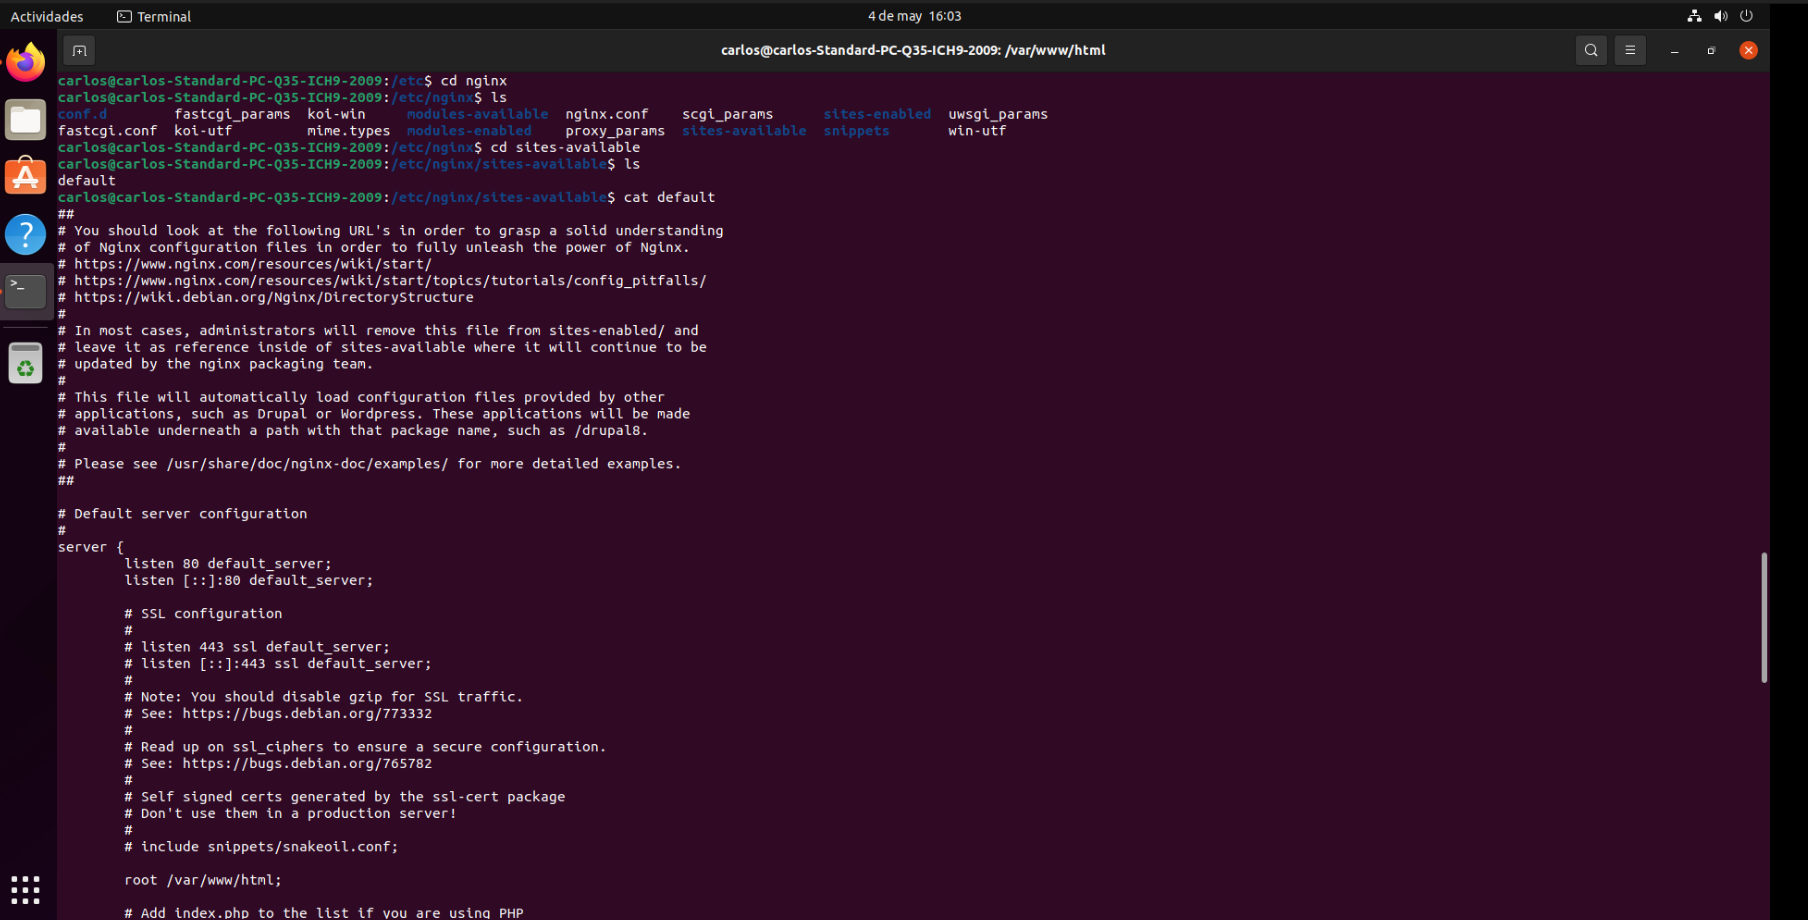 Actividades Terminal 4 de may 16:03
carlos@carlos-Standard-PC-Q35-ICH9-2009: /var/www/html
carlos@carlos-Standard-PC-Q35-ICH9-2009:/etc$ cd nginx
carlos@carlos-Standard-PC-Q35-ICH9-2009:/etc/nginx$ ls
conf.d fastcgi_params koi-win modules-available nginx.conf scgi_params sites-enabled uwsgi_params
fastcgi.conf koi-utf mime.types modules-enabled proxy_params sites-available snippets win-utf
carlos@carlos-Standard-PC-Q35-ICH9-2009:/etc/nginx$ cd sites-available
carlos@carlos-Standard-PC-Q35-ICH9-2009:/etc/nginx/sites-available$ ls
default
carlos@carlos-Standard-PC-Q35-ICH9-2009:/etc/nginx/sites-available$ cat default
##
# You should look at the following URL's in order to grasp a solid understanding
# of Nginx configuration files in order to fully unleash the power of Nginx.
# https://www.nginx.com/resources/wiki/start/
# https://www.nginx.com/resources/wiki/start/topics/tutorials/config_pitfalls/
# https://wiki.debian.org/Nginx/DirectoryStructure
#
# In most cases, administrators will remove this file from sites-enabled/ and
# leave it as reference inside of sites-available where it will continue to be
# updated by the nginx packaging team.
#
# This file will automatically load configuration files provided by other
# applications, such as Drupal or Wordpress. These applications will be made
# available underneath a path with that package name, such as /drupal8.
#
# Please see /usr/share/doc/nginx-doc/examples/ for more detailed examples.
##
# Default server configuration
#
server {
listen 80 default_server;
listen [::]:80 default_server;
# SSL configuration
#
# listen 443 ssl default_server;
# listen [::]:443 ssl default_server;
#
# Note: You should disable gzip for SSL traffic.
# See: https://bugs.debian.org/773332
#
# Read up on ssl_ciphers to ensure a secure configuration.
# See: https://bugs.debian.org/765782
#
# Self signed certs generated by the ssl-cert package
# Don't use them in a production server!
#
# include snippets/snakeoil.conf;
root /var/www/html;
# Add index.php to the list if you are using PHP